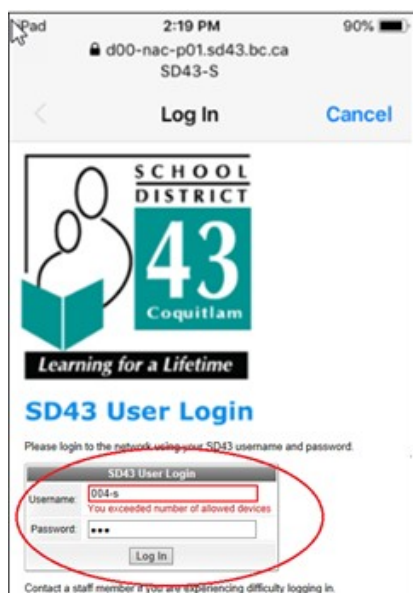 iPad 2:19 PM 90%
d00-nac-p01.sd43.bc.ca
SD43-S
Log In Cancel
SCHOOL
DISTRICT
43
Coquitlam
Learning for a Lifetime
SD43 User Login
Please login to the network using your SD43 username and password.
SD43 User Login
Username: 004-s
You exceeded number of allowed devices
Password: •••
Log In
Contact a staff member if you are experiencing difficulty logging in.